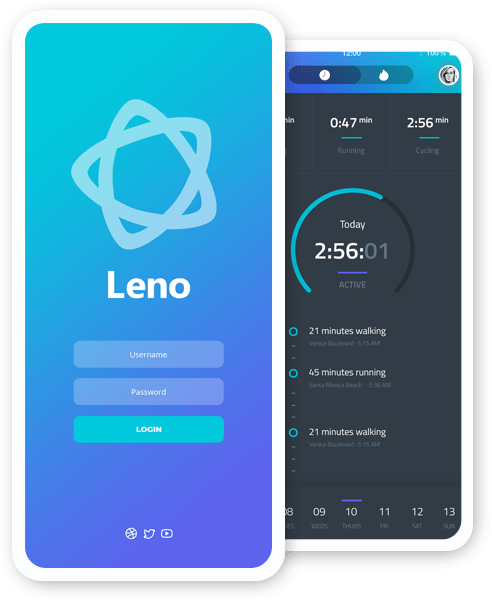 Leno
Username
Password
LOGIN
12:00
100%
min
0:47 min
2:56 min
Running
Cycling
Today
2:56:01
ACTIVE
21 minutes walking
Venice Boulevard · 5:15 AM
45 minutes running
Santa Monica Beach · 5:36 AM
21 minutes walking
Venice Boulevard · 5:15 AM
08 09 10 11 12 13
WEDS THURS FRI SAT SUN